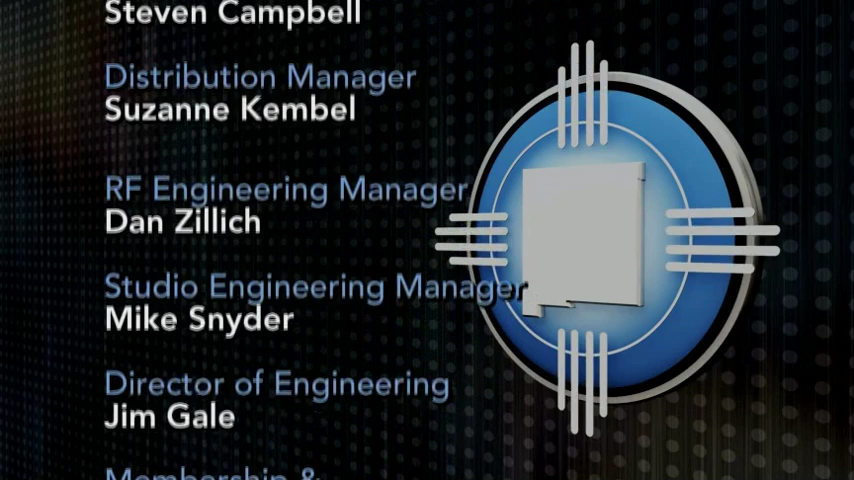 Steven Campbell
Distribution Manager
Suzanne Kembel
RF Engineering Manager
Dan Zillich
Studio Engineering Manager
Mike Snyder
Director of Engineering
Jim Gale
Membership &